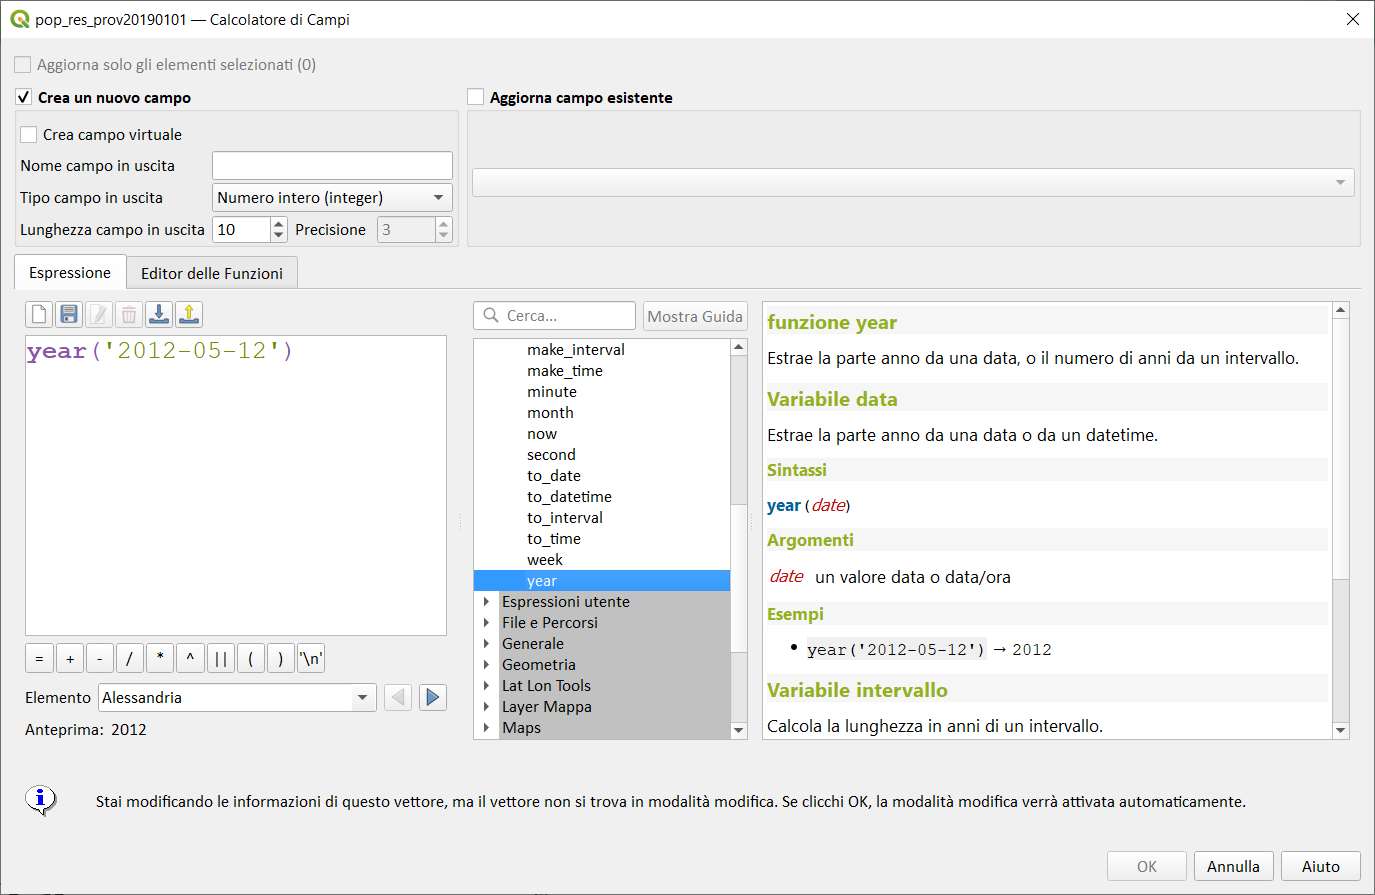 pop_res_prov20190101 — Calcolatore di Campi
Aggiorna solo gli elementi selezionati (0)
Crea un nuovo campo
Aggiorna campo esistente
Crea campo virtuale
Nome campo in uscita
Tipo campo in uscita Numero intero (integer)
Lunghezza campo in uscita 10 Precisione 3
Espressione Editor delle Funzioni
year('2012-05-12')
= + - / * ^ || ( ) '\n'
Elemento Alessandria
Anteprima: 2012
Cerca... Mostra Guida
make_interval
make_time
minute
month
now
second
to_date
to_datetime
to_interval
to_time
week
year
Espressioni utente
File e Percorsi
Generale
Geometria
Lat Lon Tools
Layer Mappa
Maps
funzione year
Estrae la parte anno da una data, o il numero di anni da un intervallo.
Variabile data
Estrae la parte anno da una data o da un datetime.
Sintassi
year (date)
Argomenti
date un valore data o data/ora
Esempi
• year('2012-05-12') → 2012
Variabile intervallo
Calcola la lunghezza in anni di un intervallo.
Stai modificando le informazioni di questo vettore, ma il vettore non si trova in modalità modifica. Se clicchi OK, la modalità modifica verrà attivata automaticamente.
OK Annulla Aiuto